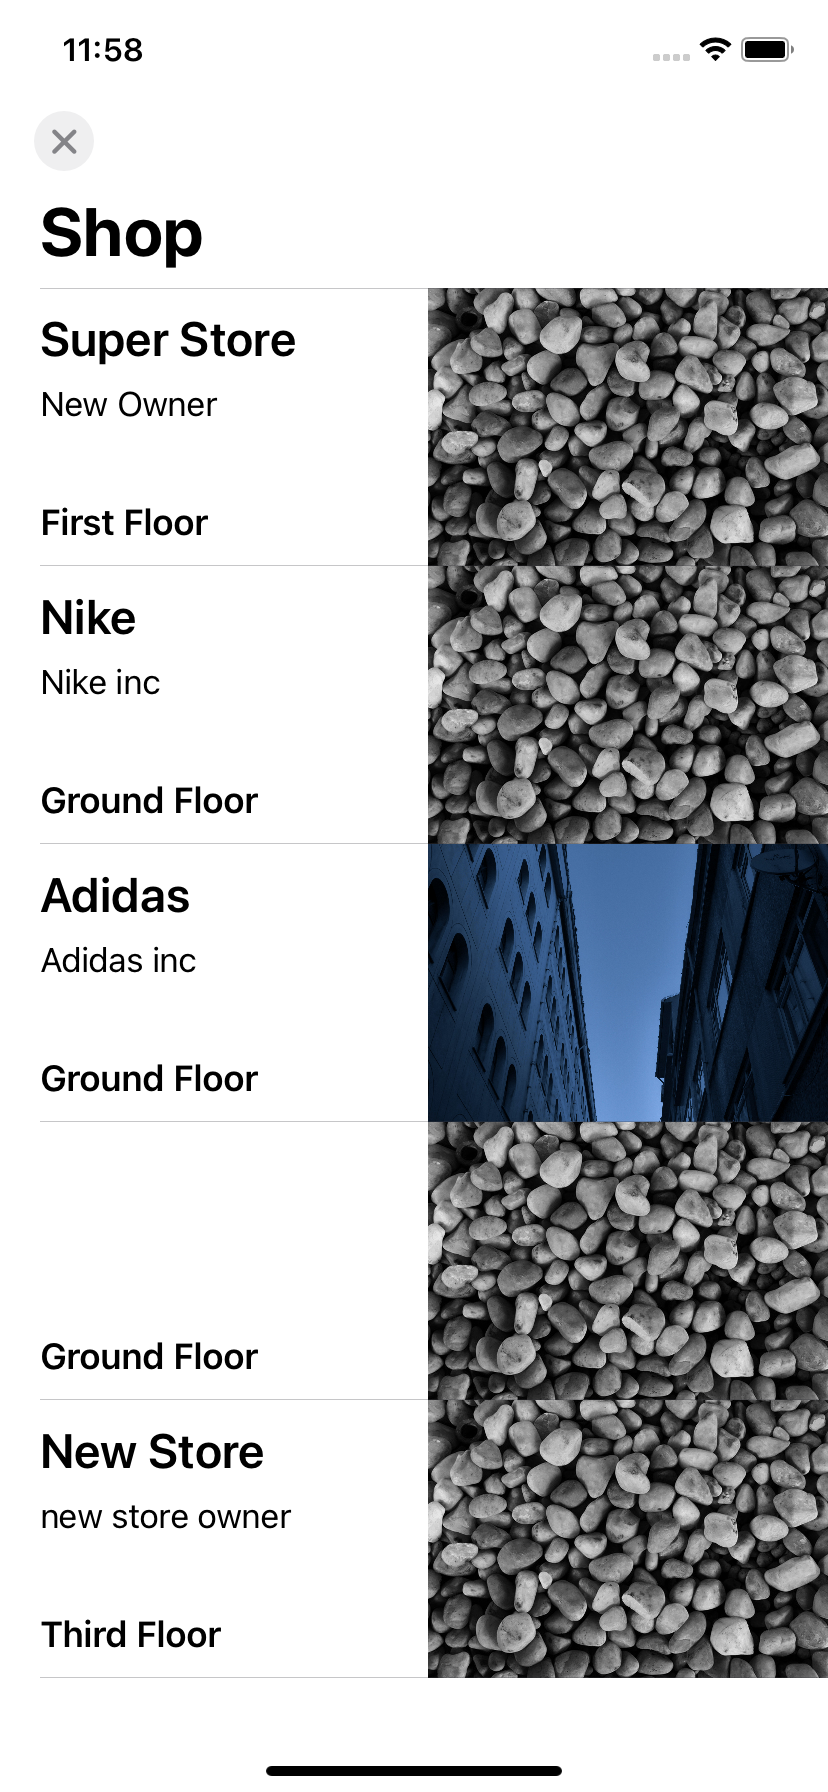 11:58
Shop
Super Store
New Owner
First Floor
Nike
Nike inc
Ground Floor
Adidas
Adidas inc
Ground Floor
Ground Floor
New Store
new store owner
Third Floor